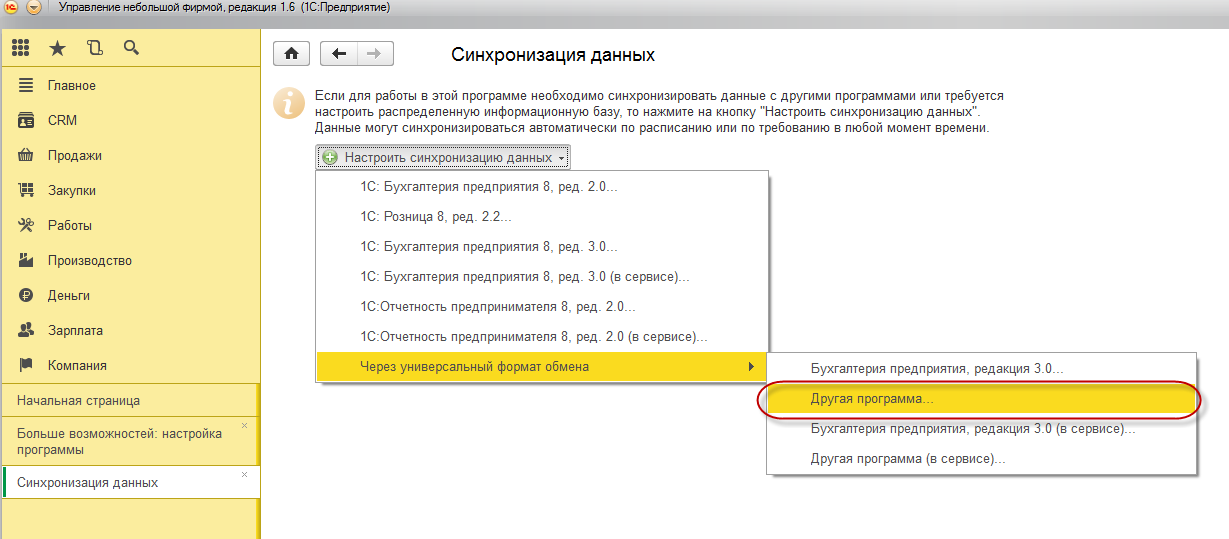 Управление небольшой фирмой, редакция 1.6 (1С:Предприятие)
Главное
CRM
Продажи
Закупки
Работы
Производство
Деньги
Зарплата
Компания
Начальная страница
Больше возможностей: настройка
программы
Синхронизация данных
Синхронизация данных
Если для работы в этой программе необходимо синхронизировать данные с другими программами или требуется
настроить распределенную информационную базу, то нажмите на кнопку "Настроить синхронизацию данных".
Данные могут синхронизироваться автоматически по расписанию или по требованию в любой момент времени.
Настроить синхронизацию данных
1С: Бухгалтерия предприятия 8, ред. 2.0...
1С: Розница 8, ред. 2.2...
1С: Бухгалтерия предприятия 8, ред. 3.0...
1С: Бухгалтерия предприятия 8, ред. 3.0 (в сервисе)...
1С:Отчетность предпринимателя 8, ред. 2.0...
1С:Отчетность предпринимателя 8, ред. 2.0 (в сервисе)...
Через универсальный формат обмена
Бухгалтерия предприятия, редакция 3.0...
Другая программа...
Бухгалтерия предприятия, редакция 3.0 (в сервисе)...
Другая программа (в сервисе)...